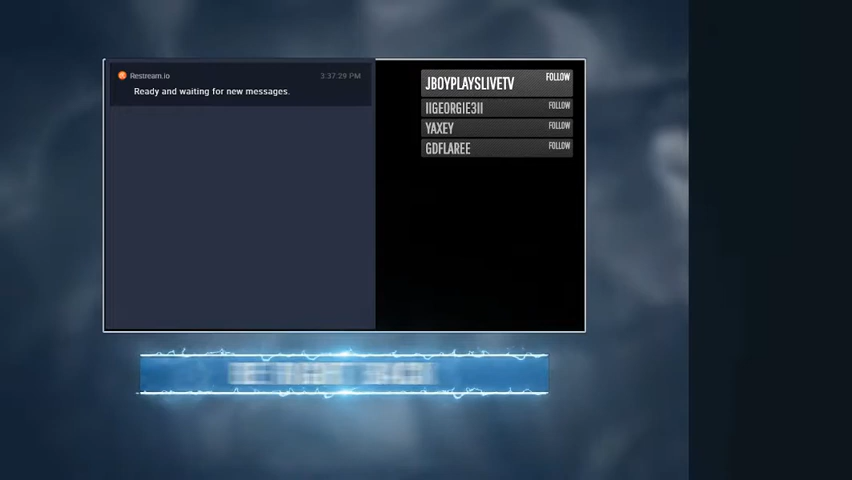 Restream.io 3:37:29 PM
Ready and waiting for new messages.
JBOYPLAYSLIVETV FOLLOW
IIGEORGIE3II FOLLOW
YAXEY FOLLOW
GDFLAREE FOLLOW